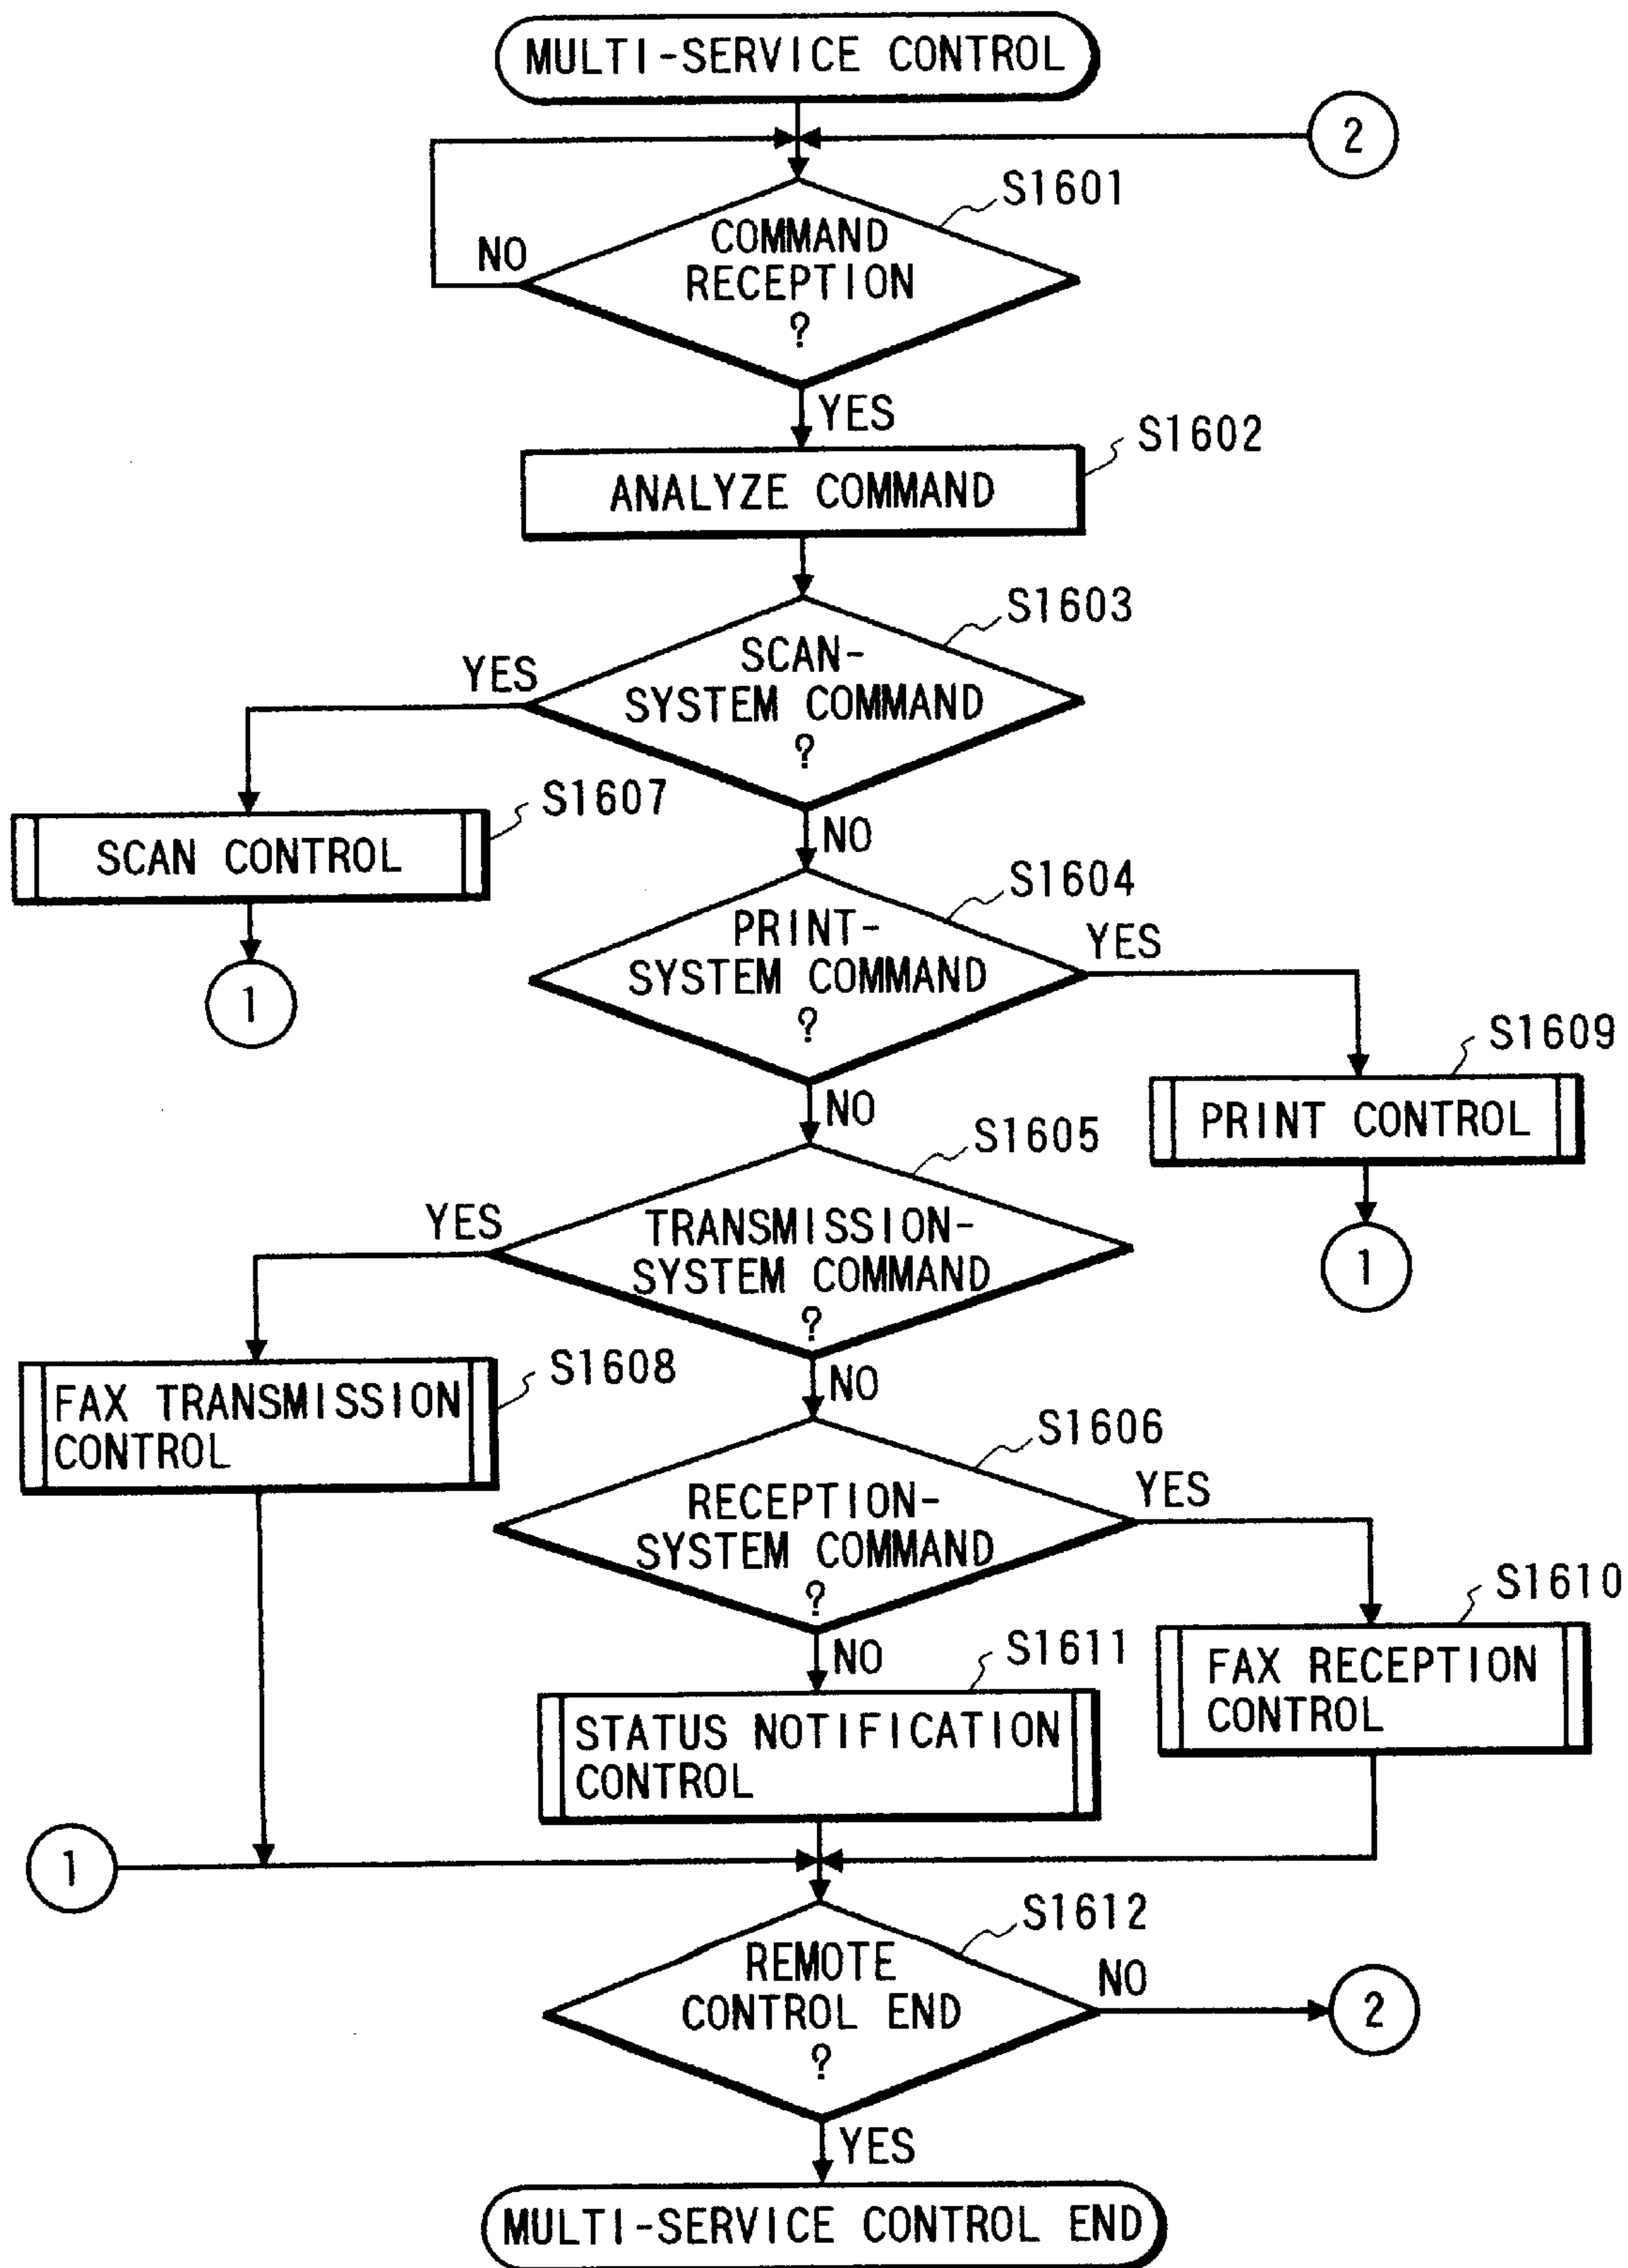 MULTI-SERVICE CONTROL
2
S1601
COMMAND
RECEPTION
?
NO
YES
S1602
ANALYZE COMMAND
S1603
SCAN-
SYSTEM COMMAND
?
YES
S1607
NO
SCAN CONTROL
S1604
PRINT-
SYSTEM COMMAND
?
YES
1
S1609
NO
PRINT CONTROL
S1605
TRANSMISSION-
SYSTEM COMMAND
?
YES
1
S1608
NO
FAX TRANSMISSION
CONTROL
S1606
RECEPTION-
SYSTEM COMMAND
?
YES
S1610
NO
S1611
FAX RECEPTION
CONTROL
STATUS NOTIFICATION
CONTROL
1
S1612
REMOTE
CONTROL END
?
NO
2
YES
MULTI-SERVICE CONTROL END